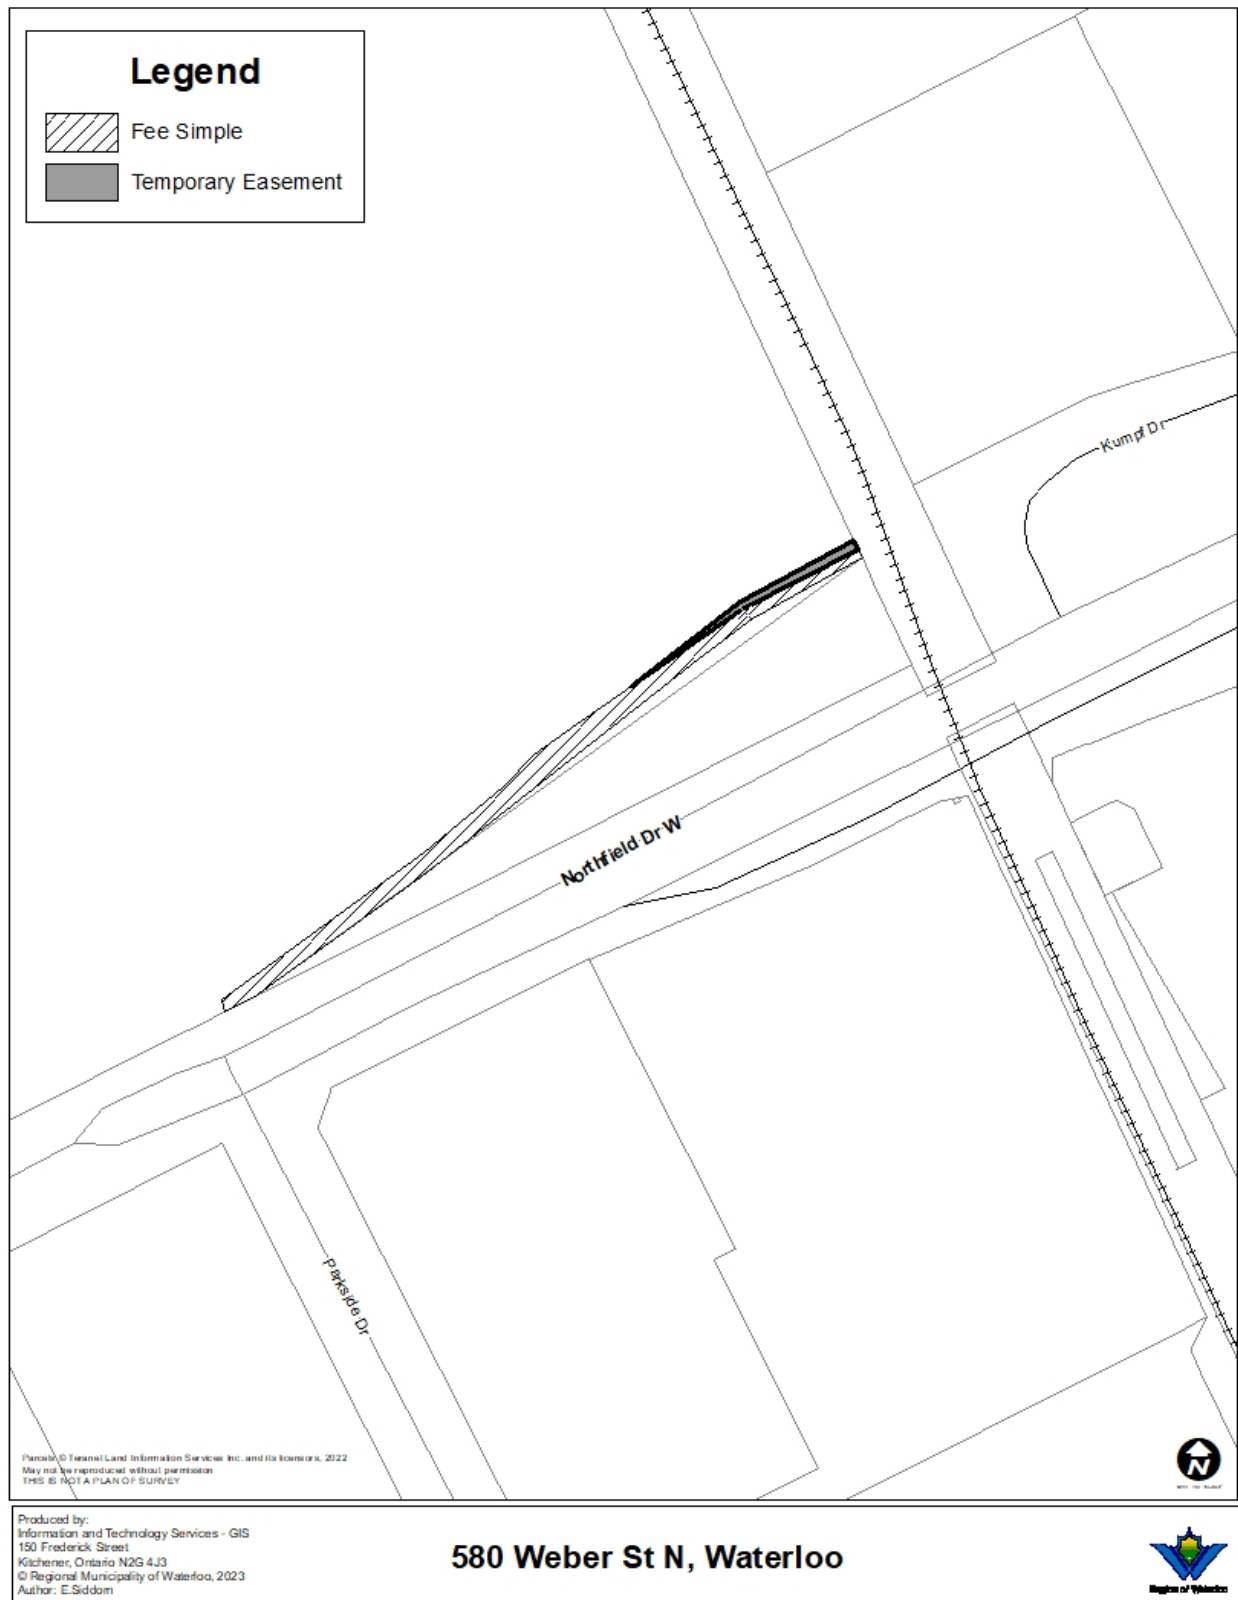 Legend
Fee Simple
Temporary Easement
Kumpf Dr
Northfield Dr W
Parkside Dr
Parcels © Teranet Land Information Services Inc. and its licensors, 2022
May not be reproduced without permission
THIS IS NOT A PLAN OF SURVEY
N
Produced by:
Information and Technology Services - GIS
150 Frederick Street
Kitchener, Ontario N2G 4J3
© Regional Municipality of Waterloo, 2023
Author: E.Siddom
580 Weber St N, Waterloo
Region of Waterloo